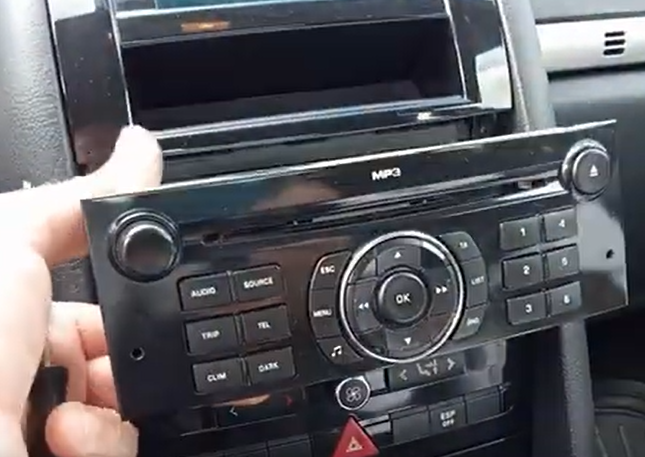 MP3
AUDIO SOURCE
TRIP TEL
CLIM DARK
ESC
MENU
OK
TA
LIST
1 4
2 5
3 6
ESP
OFF